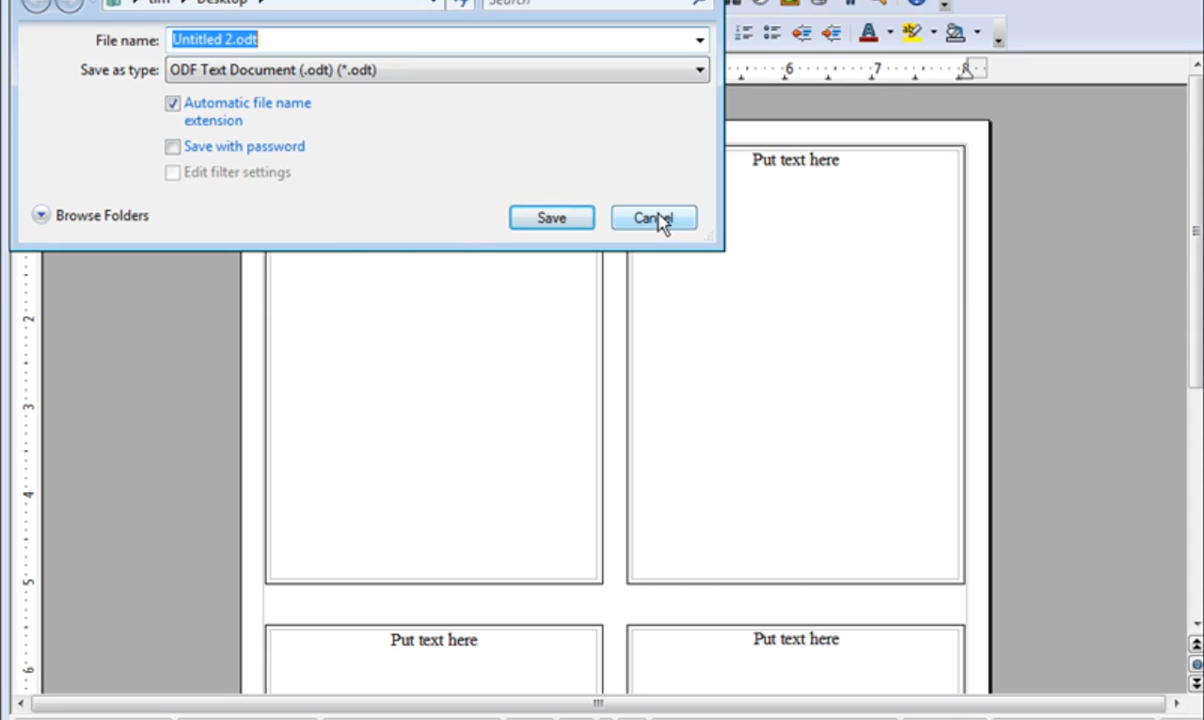 tim Desktop Search
File name: Untitled 2.odt
Save as type: ODF Text Document (.odt) (*.odt)
Automatic file name
extension
Save with password
Edit filter settings
Browse Folders
Save
Cancel
6 7 8
Put text here
2
3
4
5
6
Put text here
Put text here